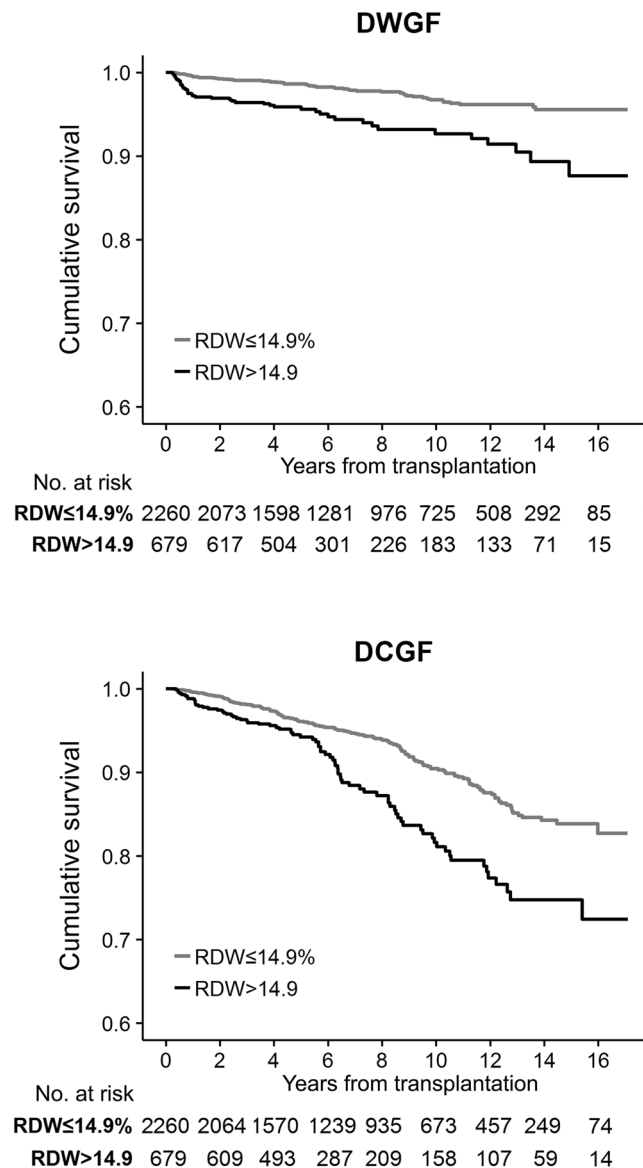 DWGF
Cumulative survival
1.0
0.9
0.8
0.7
0.6
RDW≤14.9%
RDW>14.9
0 2 4 6 8 10 12 14 16
Years from transplantation
No. at risk
RDW≤14.9% 2260 2073 1598 1281 976 725 508 292 85
RDW>14.9 679 617 504 301 226 183 133 71 15
DCGF
Cumulative survival
1.0
0.9
0.8
0.7
0.6
RDW≤14.9%
RDW>14.9
0 2 4 6 8 10 12 14 16
Years from transplantation
No. at risk
RDW≤14.9% 2260 2064 1570 1239 935 673 457 249 74
RDW>14.9 679 609 493 287 209 158 107 59 14